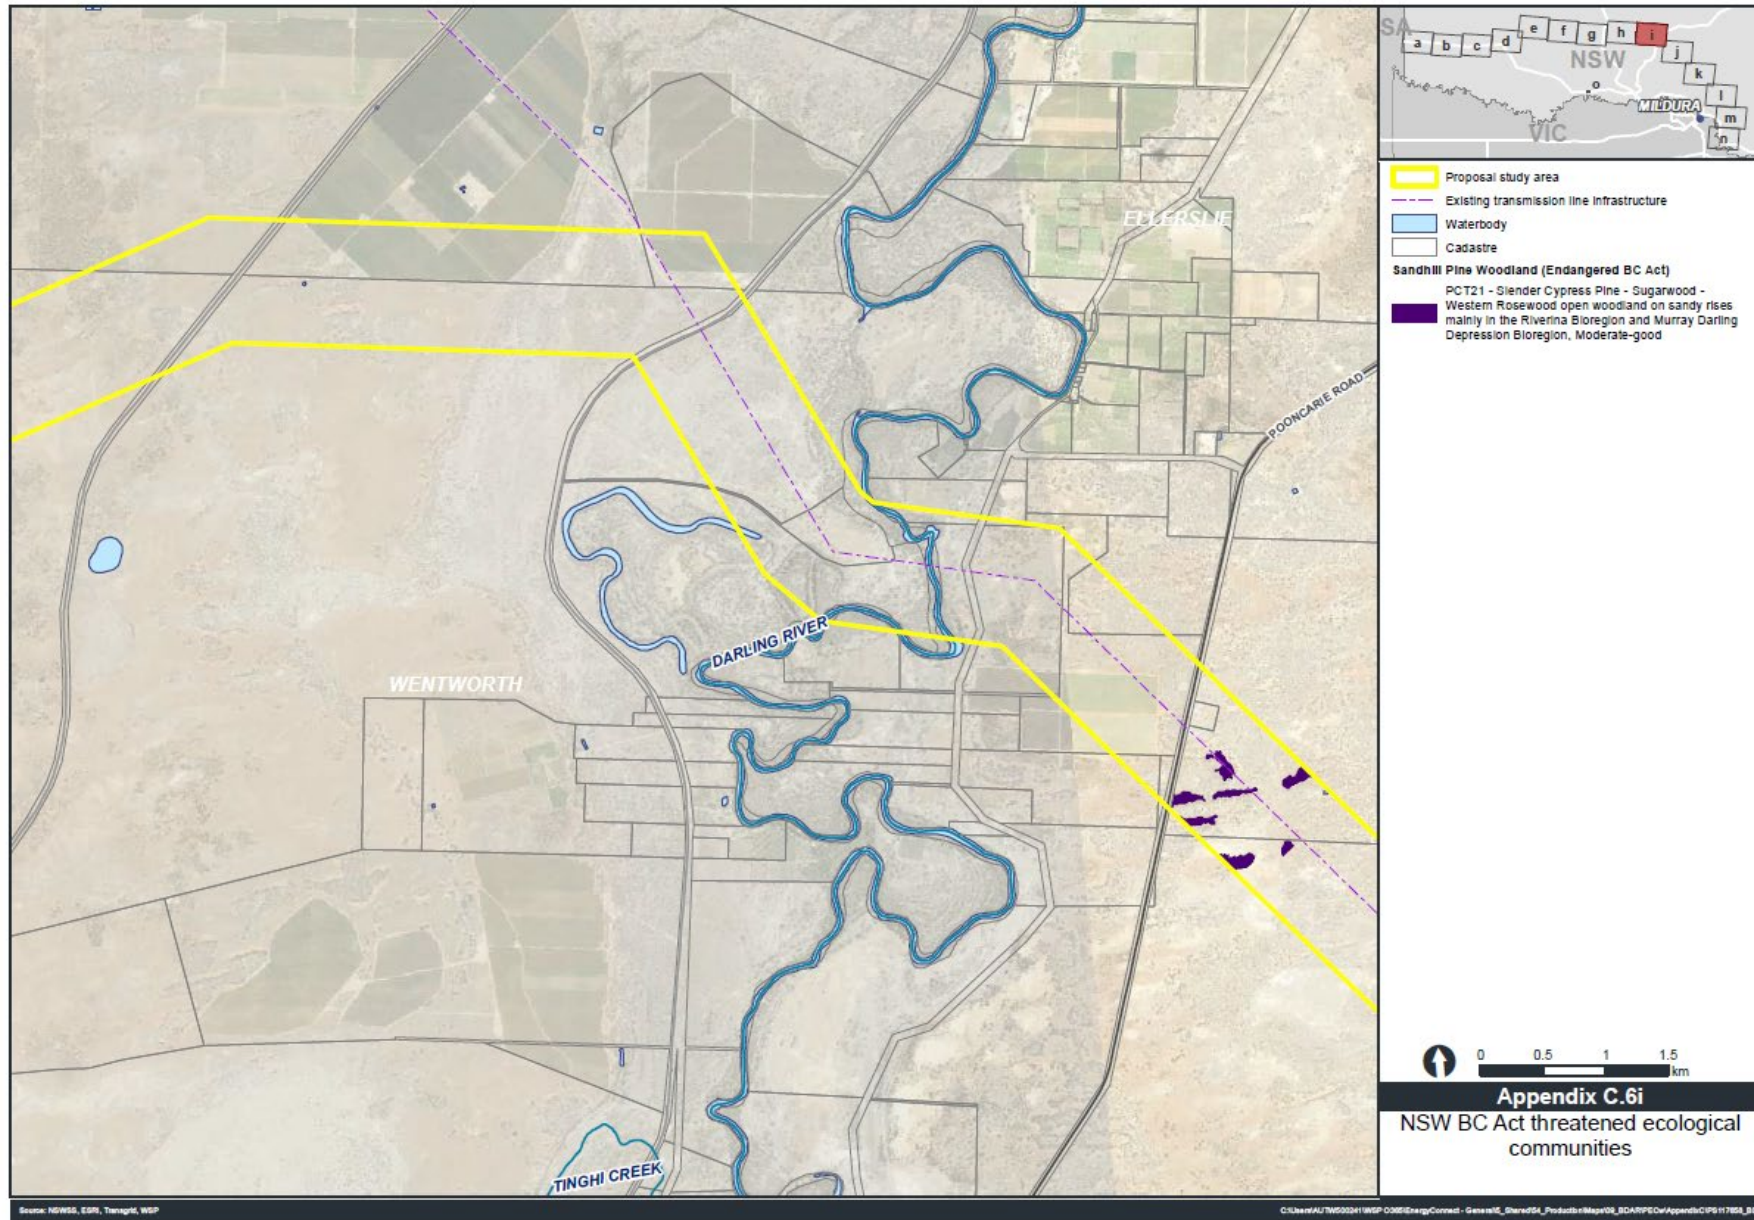 ELLERSLIE
POONCARIE ROAD
DARLING RIVER
WENTWORTH
TINGHI CREEK
SA
a
b
c
d
e
f
g
h
i
j
k
l
m
n
o
NSW
MILDURA
VIC
Proposal study area
Existing transmission line infrastructure
Waterbody
Cadastre
Sandhill Pine Woodland (Endangered BC Act)
PCT21 - Slender Cypress Pine - Sugarwood -
Western Rosewood open woodland on sandy rises
mainly in the Riverina Bioregion and Murray Darling
Depression Bioregion, Moderate-good
0 0.5 1 1.5
km
Appendix C.6i
NSW BC Act threatened ecological
communities
Source: NSWSS, ESRI, Transgrid, WSP